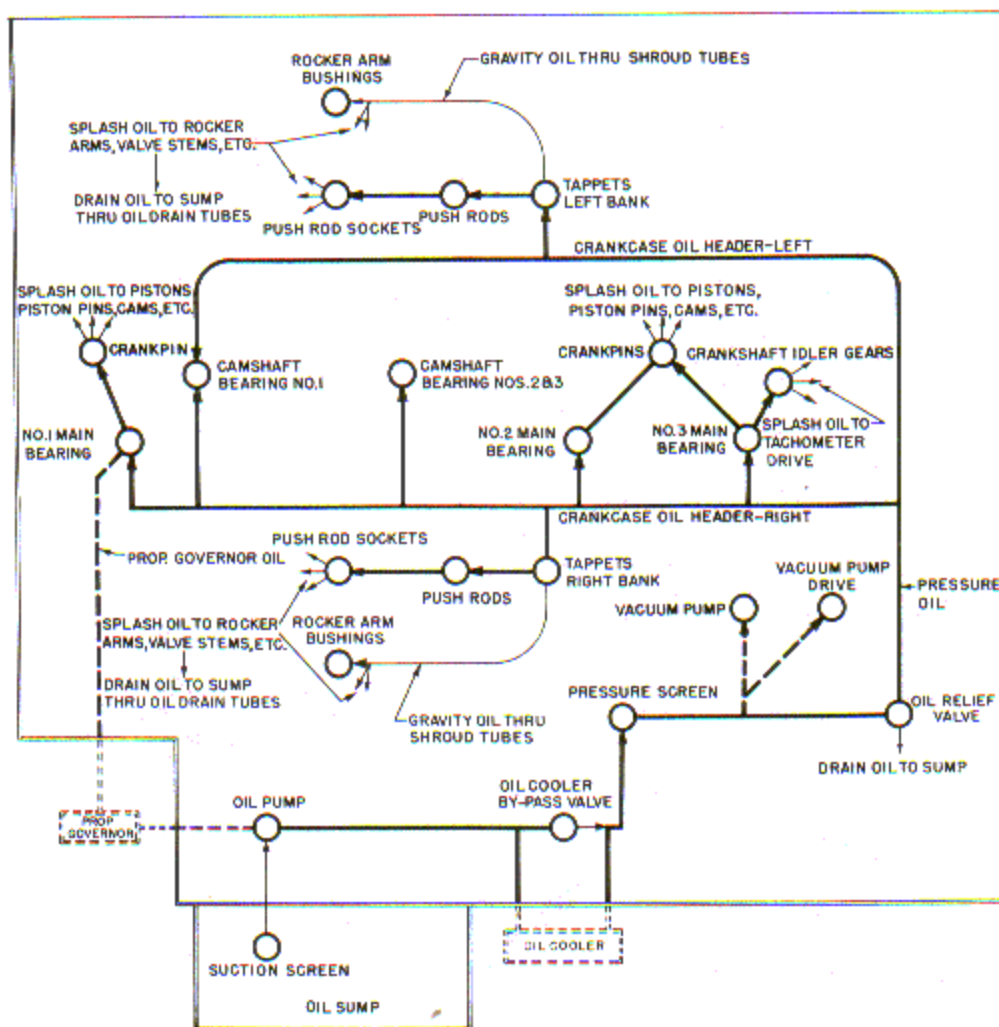 ROCKER ARM
BUSHINGS
GRAVITY OIL THRU SHROUD TUBES
SPLASH OIL TO ROCKER
ARMS, VALVE STEMS, ETC.
DRAIN OIL TO SUMP
THRU OIL DRAIN TUBES
PUSH ROD SOCKETS
PUSH RODS
TAPPETS
LEFT BANK
CRANKCASE OIL HEADER-LEFT
SPLASH OIL TO PISTONS,
PISTON PINS, CAMS, ETC.
CRANKPIN
CAMSHAFT
BEARING NO.1
CAMSHAFT
BEARING NOS. 2&3
SPLASH OIL TO PISTONS,
PISTON PINS, CAMS, ETC.
CRANKPINS
CRANKSHAFT IDLER GEARS
NO.1 MAIN
BEARING
NO.2 MAIN
BEARING
NO.3 MAIN
BEARING
SPLASH OIL TO
TACHOMETER
DRIVE
CRANKCASE OIL HEADER-RIGHT
PROP. GOVERNOR OIL
PUSH ROD SOCKETS
PUSH RODS
TAPPETS
RIGHT BANK
VACUUM PUMP
VACUUM PUMP
DRIVE
PRESSURE
OIL
SPLASH OIL TO ROCKER
ARMS, VALVE STEMS, ETC.
ROCKER ARM
BUSHINGS
DRAIN OIL TO SUMP
THRU OIL DRAIN TUBES
GRAVITY OIL THRU
SHROUD TUBES
PRESSURE SCREEN
OIL RELIEF
VALVE
DRAIN OIL TO SUMP
OIL PUMP
OIL COOLER
BY-PASS VALVE
PROP
GOVERNOR
OIL COOLER
SUCTION SCREEN
OIL SUMP